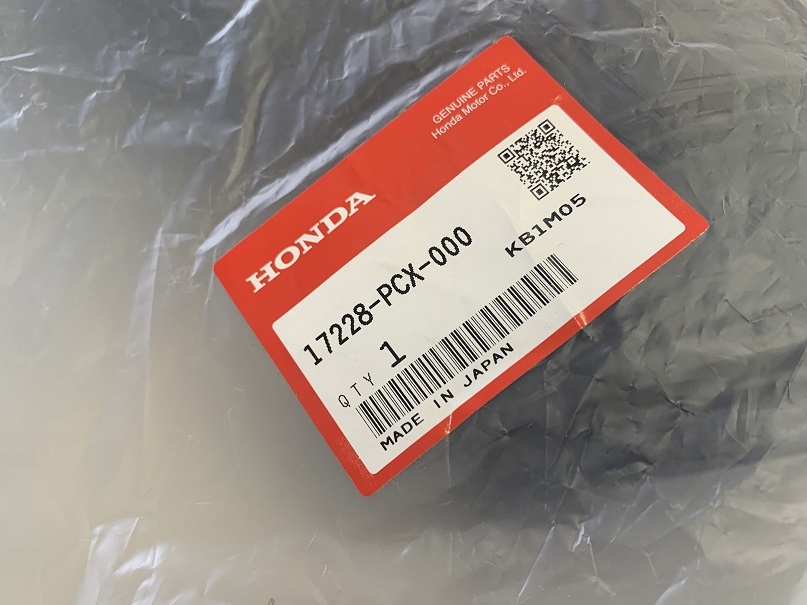 GENUINE PARTS
Honda Motor Co., Ltd.
HONDA
17228-PCX-000
KB1M05
QTY 1
MADE IN JAPAN